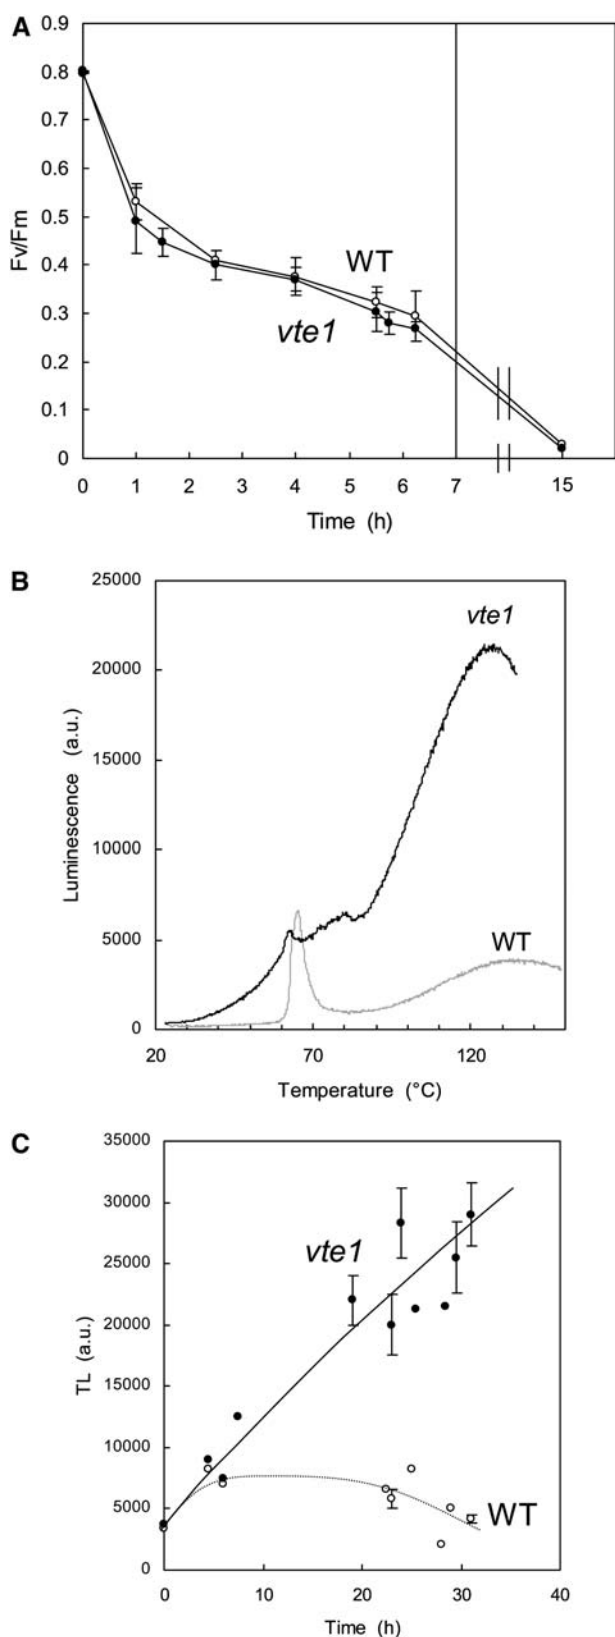 A
0.9
0.8
0.7
0.6
0.5
0.4
0.3
0.2
0.1
0
Fv/Fm
WT
vte1
0 1 2 3 4 5 6 7 15
Time (h)
B
25000
20000
15000
10000
5000
0
Luminescence (a.u.)
vte1
WT
20 70 120
Temperature (°C)
C
35000
30000
25000
20000
15000
10000
5000
0
TL (a.u.)
vte1
WT
0 10 20 30 40
Time (h)